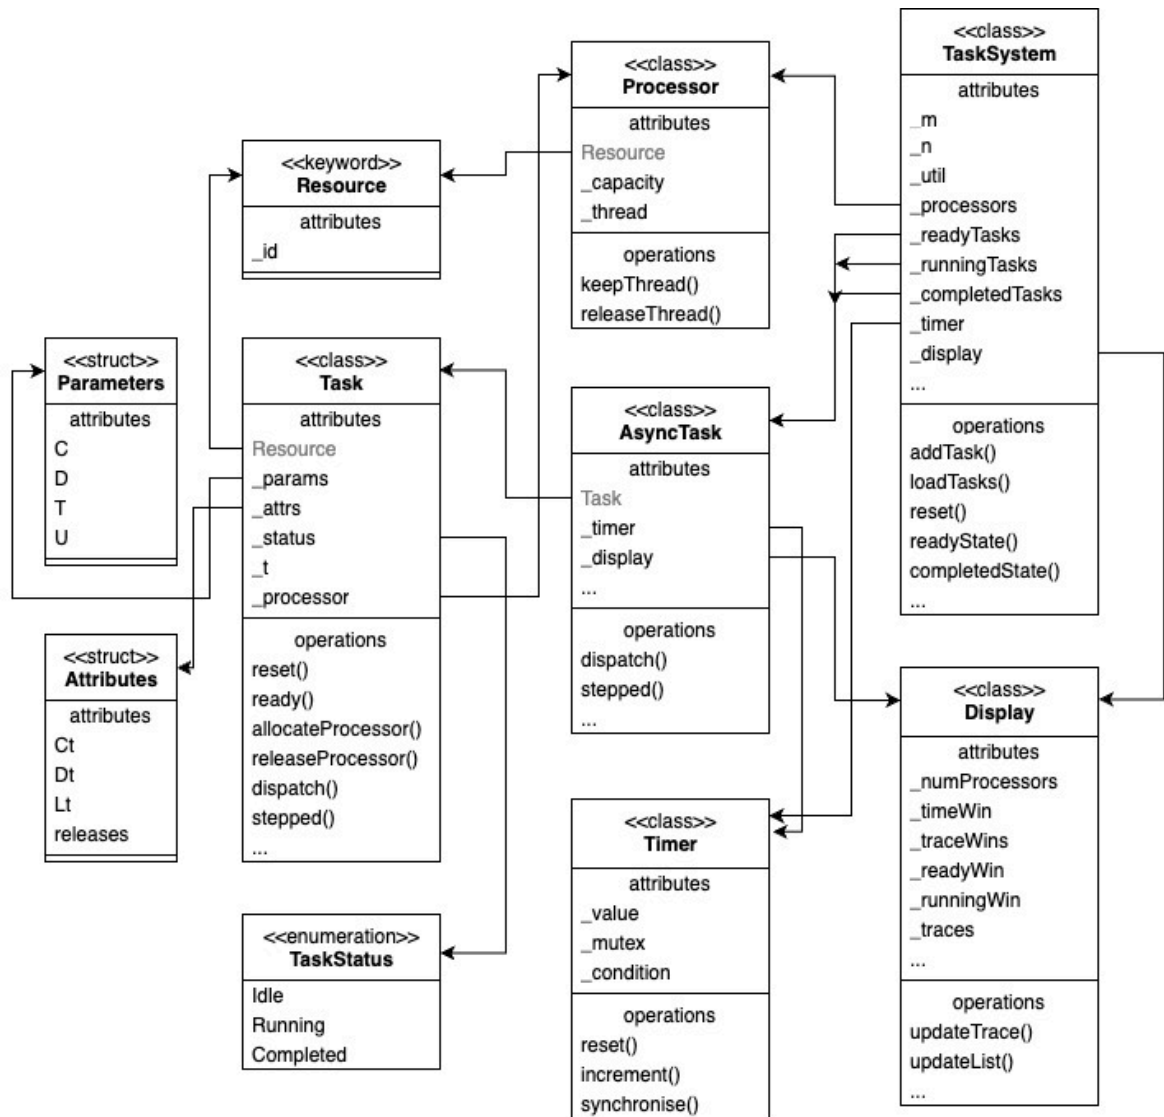 <<class>>
TaskSystem
attributes
_m
_n
_util
_processors
_readyTasks
_runningTasks
_completedTasks
_timer
_display
...
operations
addTask()
loadTasks()
reset()
readyState()
completedState()
...
<<class>>
Processor
attributes
Resource
_capacity
_thread
operations
keepThread()
releaseThread()
<<keyword>>
Resource
attributes
_id
<<struct>>
Parameters
attributes
C
D
T
U
<<class>>
Task
attributes
Resource
_params
_attrs
_status
_t
_processor
operations
reset()
ready()
allocateProcessor()
releaseProcessor()
dispatch()
stepped()
...
<<class>>
AsyncTask
attributes
Task
_timer
_display
...
operations
dispatch()
stepped()
...
<<struct>>
Attributes
attributes
Ct
Dt
Lt
releases
<<class>>
Display
attributes
_numProcessors
_timeWin
_traceWins
_readyWin
_runningWin
_traces
...
operations
updateTrace()
updateList()
...
<<class>>
Timer
attributes
_value
_mutex
_condition
operations
reset()
increment()
synchronise()
<<enumeration>>
TaskStatus
Idle
Running
Completed